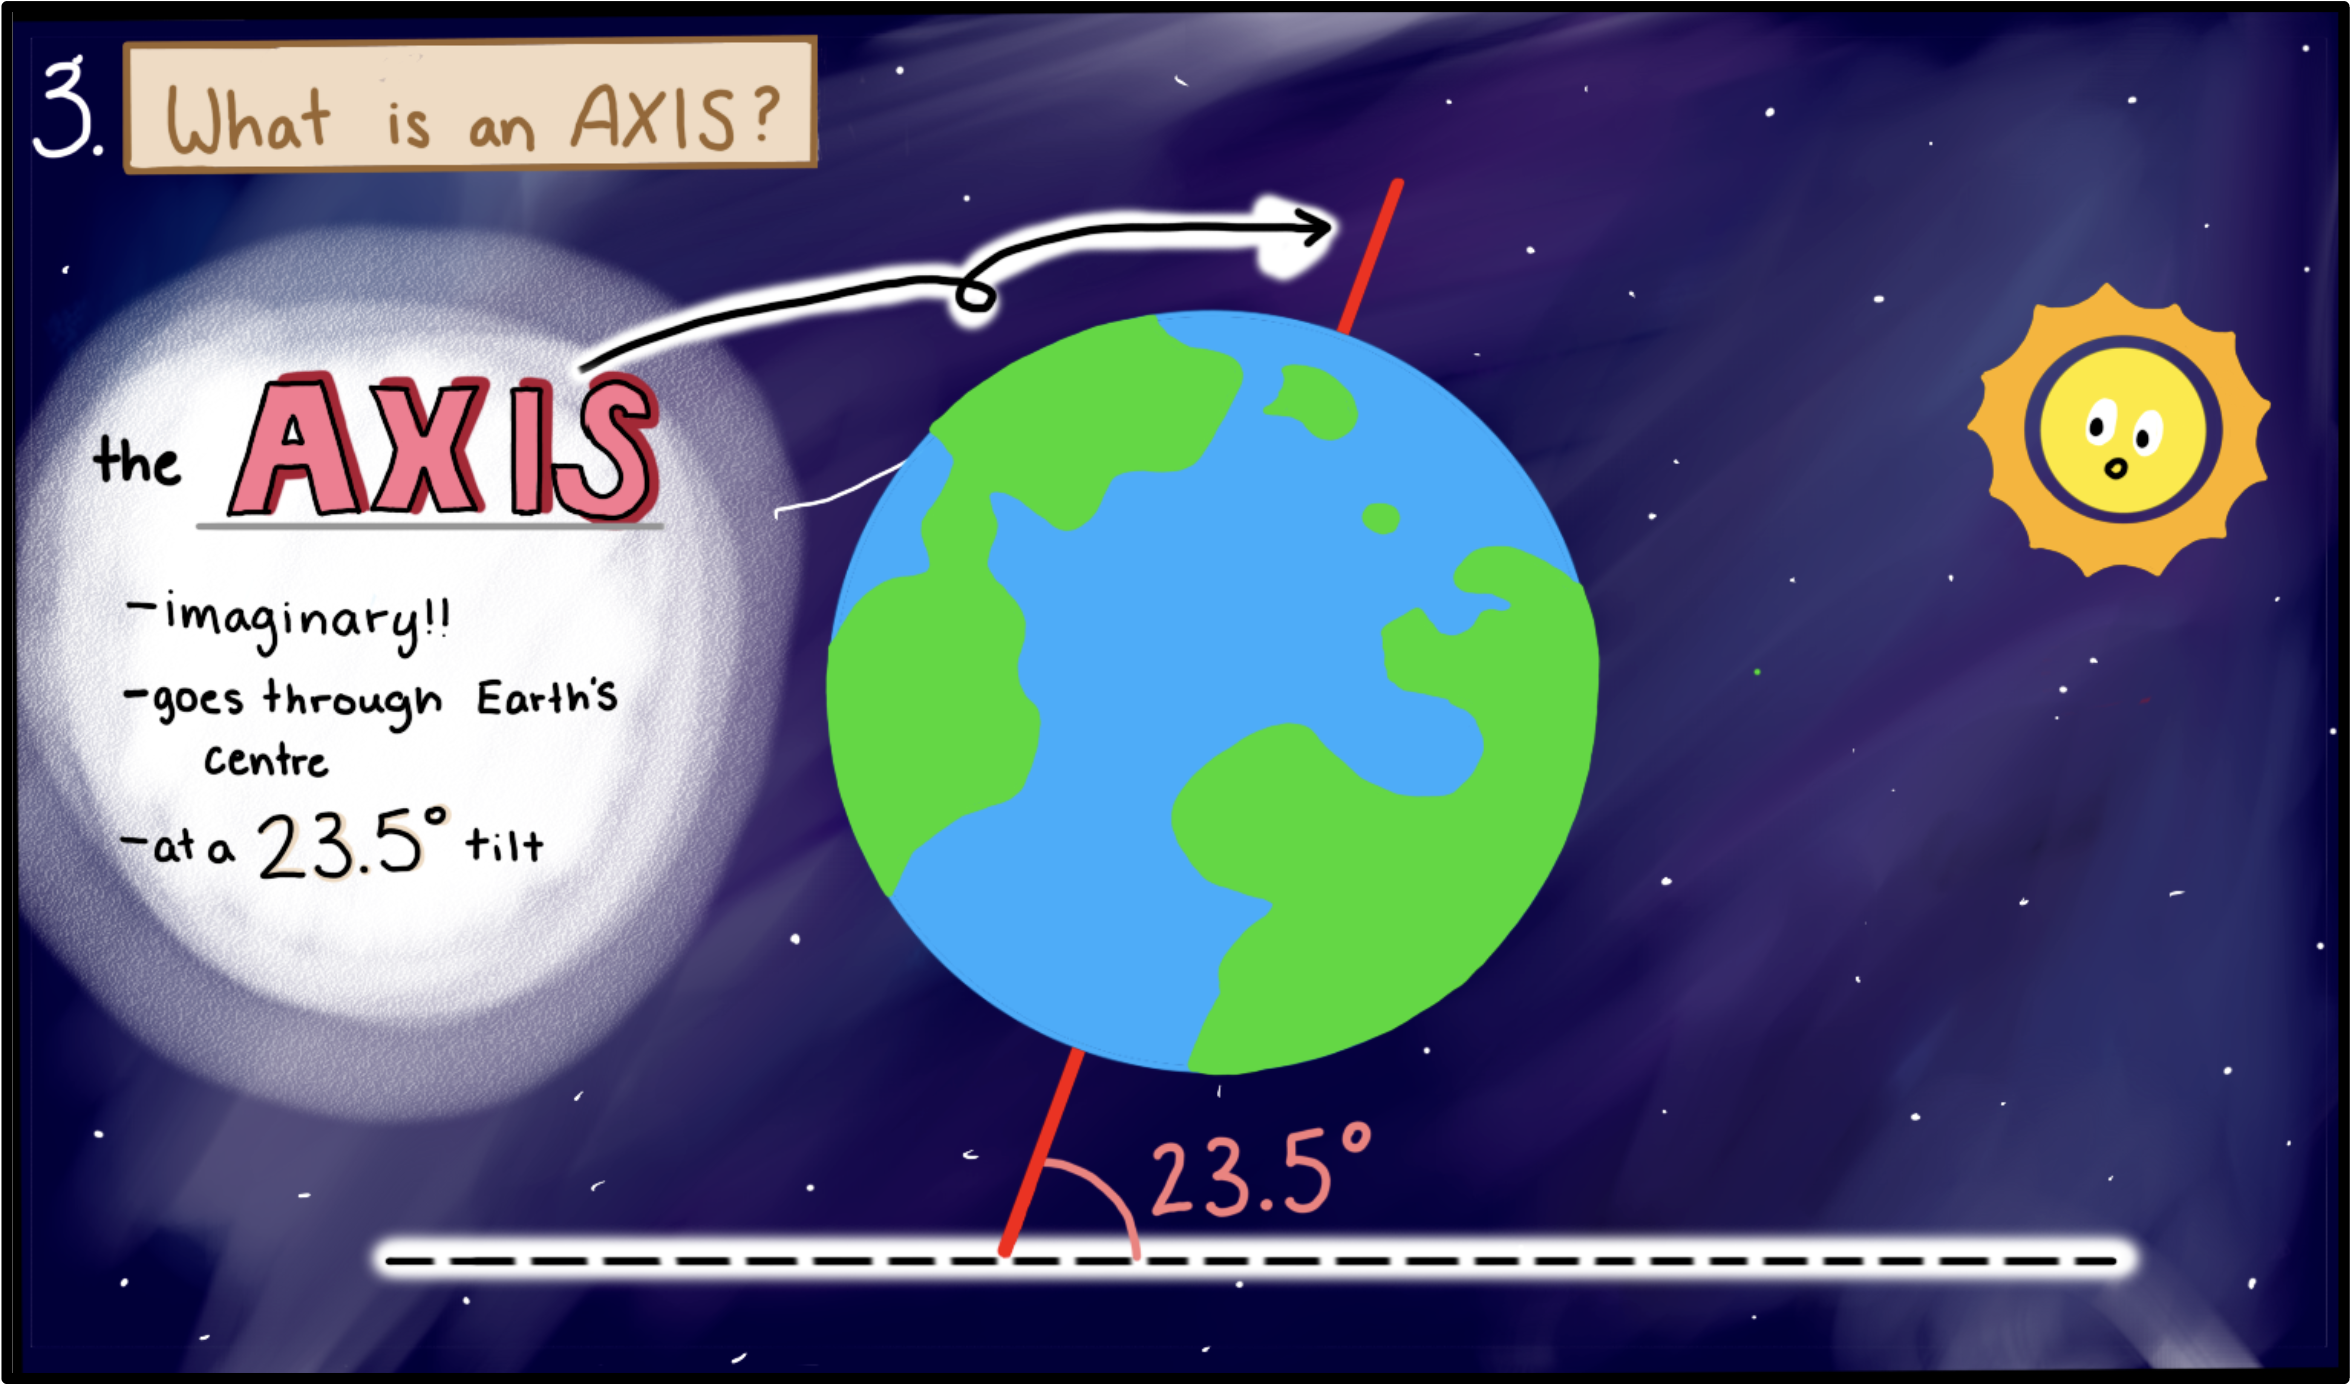 3. What is an AXIS?
the AXIS
-imaginary!!
-goes through Earth's
centre
-at a 23.5° tilt
23.5°